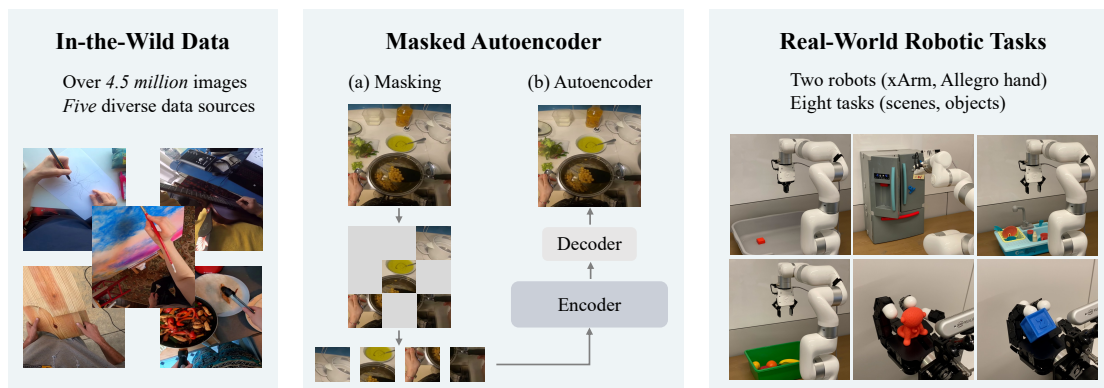 In-the-Wild Data
Over 4.5 million images
Five diverse data sources
Masked Autoencoder
(a) Masking
(b) Autoencoder
Decoder
Encoder
Real-World Robotic Tasks
Two robots (xArm, Allegro hand)
Eight tasks (scenes, objects)